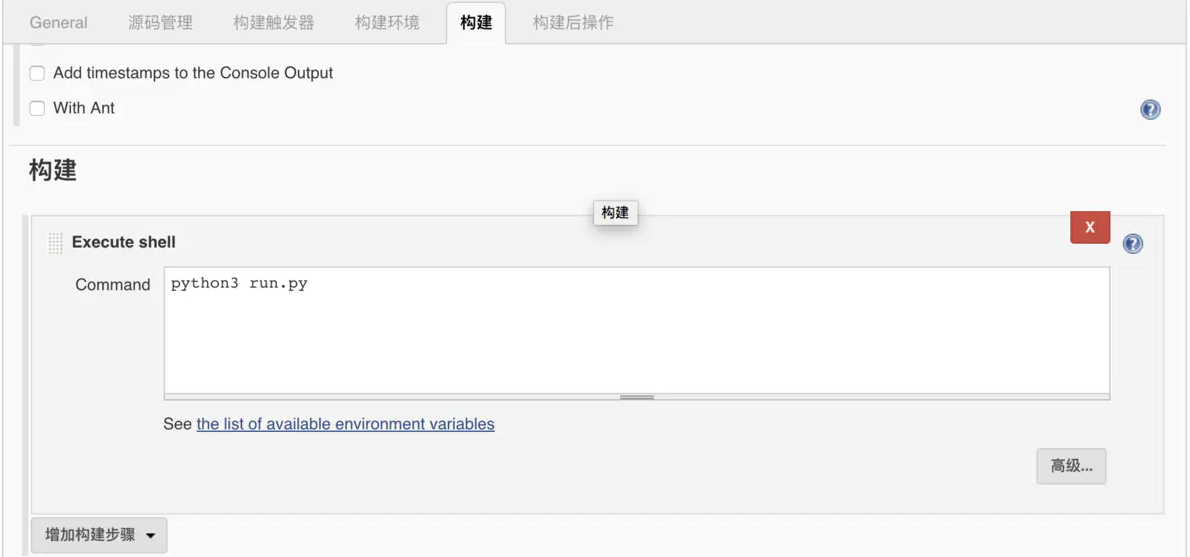 General 源码管理 构建触发器 构建环境 构建 构建后操作
Add timestamps to the Console Output
With Ant
?
构建
构建
X
Execute shell
?
Command
python3 run.py
See the list of available environment variables
高级...
增加构建步骤